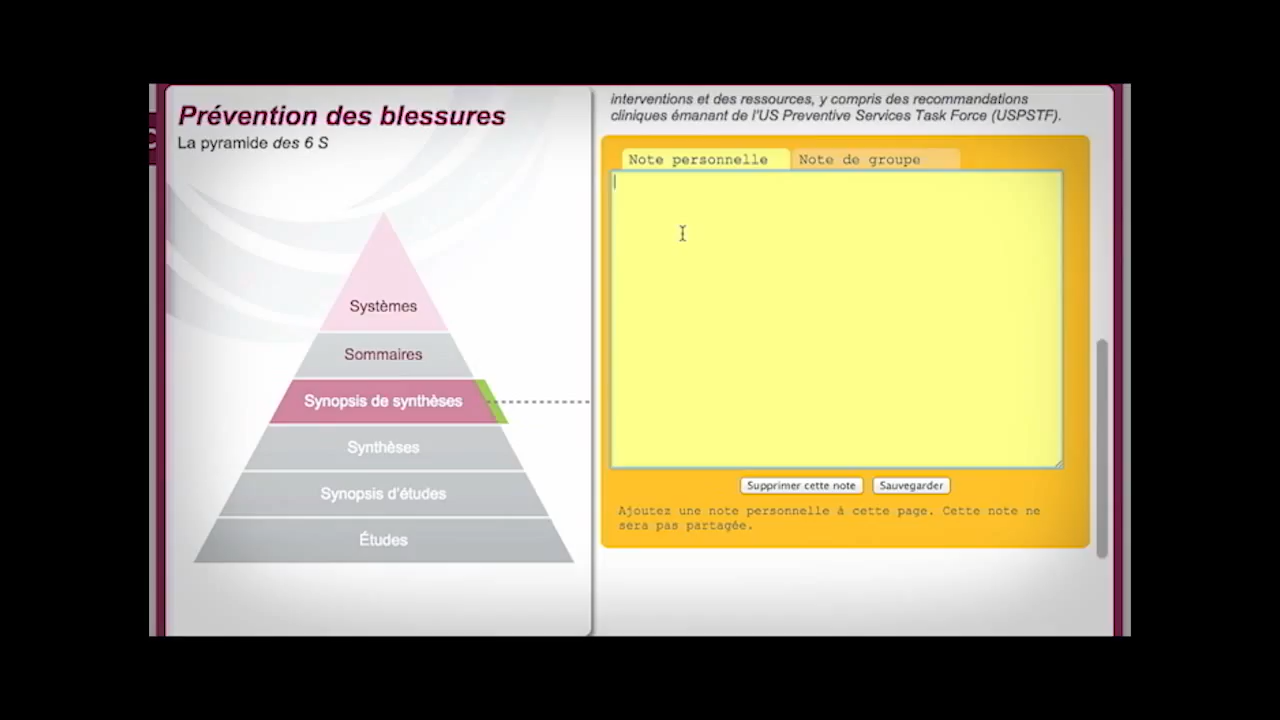 Prévention des blessures
La pyramide des 6 S
Systèmes
Sommaires
Synopsis de synthèses
Synthèses
Synopsis d'études
Études
interventions et des ressources, y compris des recommandations
cliniques émanant de l'US Preventive Services Task Force (USPSTF).
Note personnelle
Note de groupe
Supprimer cette note
Sauvegarder
Ajoutez une note personnelle à cette page. Cette note ne
sera pas partagée.